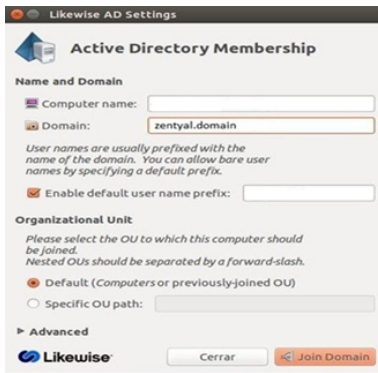 Likewise AD Settings
Active Directory Membership
Name and Domain
Computer name:
Domain: zentyal.domain
User names are usually prefixed with the
name of the domain. You can allow bare user
names by specifying a default prefix.
Enable default user name prefix:
Organizational Unit
Please select the OU to which this computer should
be joined.
Nested OUs should be separated by a forward-slash.
Default (Computers or previously-joined OU)
Specific OU path:
Advanced
Likewise Cerrar Join Domain